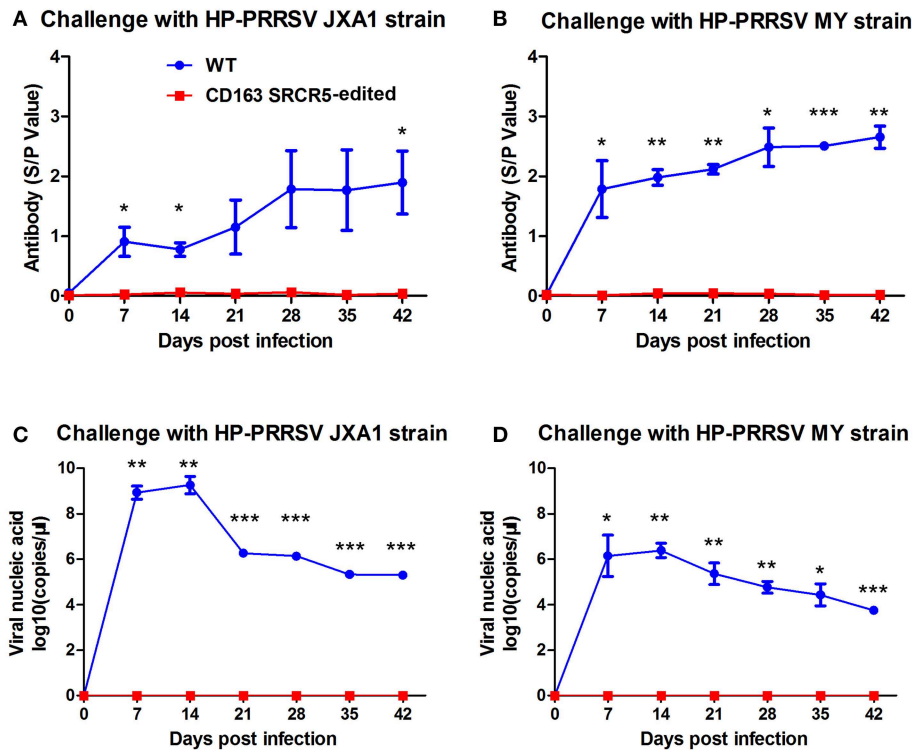 A Challenge with HP-PRRSV JXA1 strain
Antibody (S/P Value)
4
3
2
1
0
WT
CD163 SRCR5-edited
*
*
*
0 7 14 21 28 35 42
Days post infection
B Challenge with HP-PRRSV MY strain
Antibody (S/P Value)
4
3
2
1
0
* ** ** * *** **
0 7 14 21 28 35 42
Days post infection
C Challenge with HP-PRRSV JXA1 strain
Viral nucleic acid
log10(copies/μl)
10
8
6
4
2
0
** ** *** *** *** ***
0 7 14 21 28 35 42
Days post infection
D Challenge with HP-PRRSV MY strain
Viral nucleic acid
log10(copies/μl)
10
8
6
4
2
0
* ** ** ** * ***
0 7 14 21 28 35 42
Days post infection